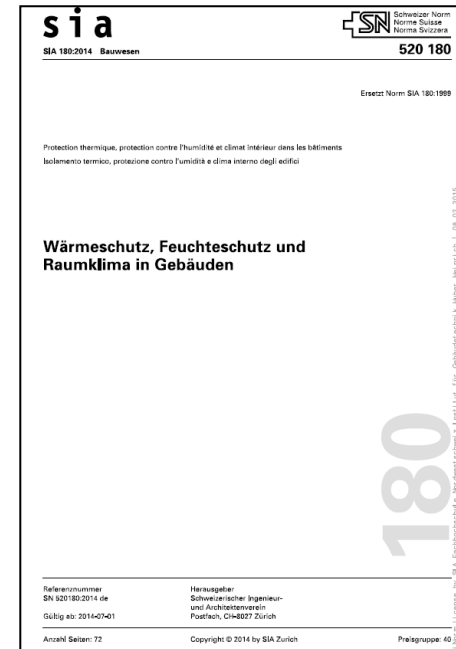 sia
SN
Schweizer Norm
Norme Suisse
Norma Svizzera
SIA 180:2014 Bauwesen
520 180
Ersetzt Norm SIA 180:1999
Protection thermique, protection contre l'humidité et climat intérieur dans les bâtiments
Isolamento termico, protezione contro l'umidità e clima interno degli edifici
Wärmeschutz, Feuchteschutz und
Raumklima in Gebäuden
180
Referenznummer
SN 520180:2014 de
Gültig ab: 2014-07-01
Herausgeber
Schweizerischer Ingenieur-
und Architektenverein
Postfach, CH-8027 Zürich
Anzahl Seiten: 72
Copyright © 2014 by SIA Zurich
Preisgruppe: 40